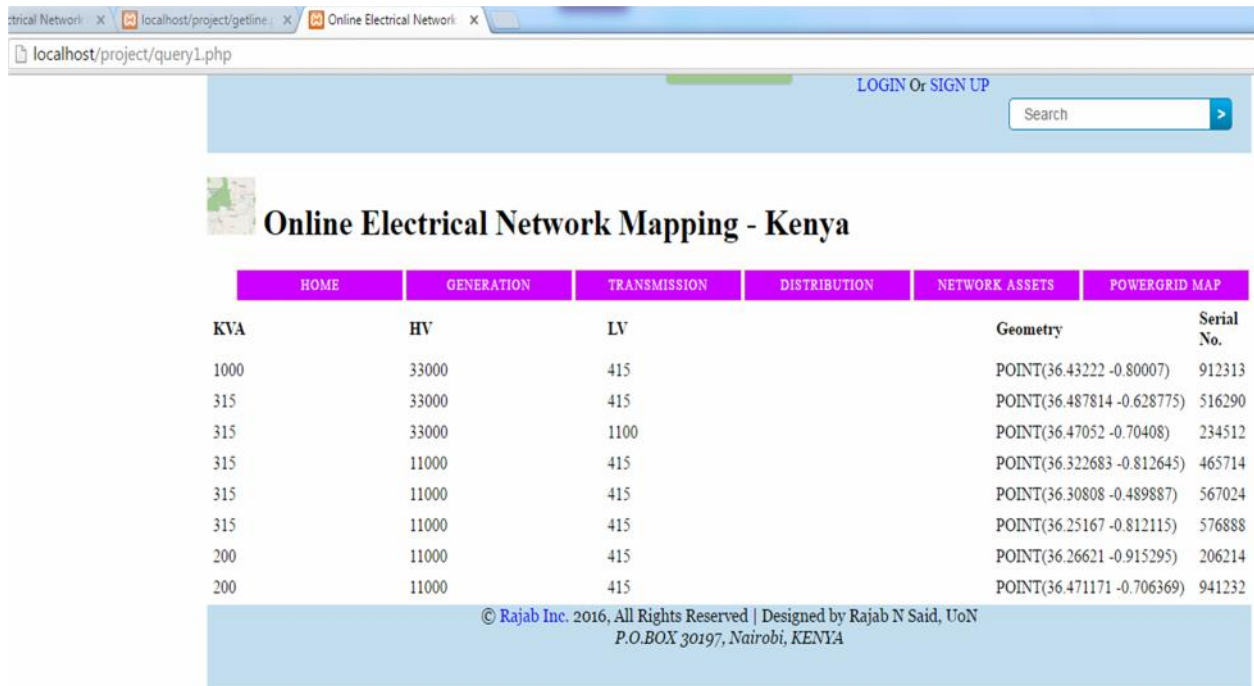 ctrical Network localhost/project/getline. Online Electrical Network
localhost/project/query1.php
LOGIN Or SIGN UP
Search >
Online Electrical Network Mapping - Kenya
HOME GENERATION TRANSMISSION DISTRIBUTION NETWORK ASSETS POWERGRID MAP
KVA HV LV Geometry Serial No.
1000 33000 415 POINT(36.43222 -0.80007) 912313
315 33000 415 POINT(36.487814 -0.628775) 516290
315 33000 1100 POINT(36.47052 -0.70408) 234512
315 11000 415 POINT(36.322683 -0.812645) 465714
315 11000 415 POINT(36.30808 -0.489887) 567024
315 11000 415 POINT(36.25167 -0.812115) 576888
200 11000 415 POINT(36.26621 -0.915295) 206214
200 11000 415 POINT(36.471171 -0.706369) 941232
© Rajab Inc. 2016, All Rights Reserved | Designed by Rajab N Said, UoN
P.O.BOX 30197, Nairobi, KENYA